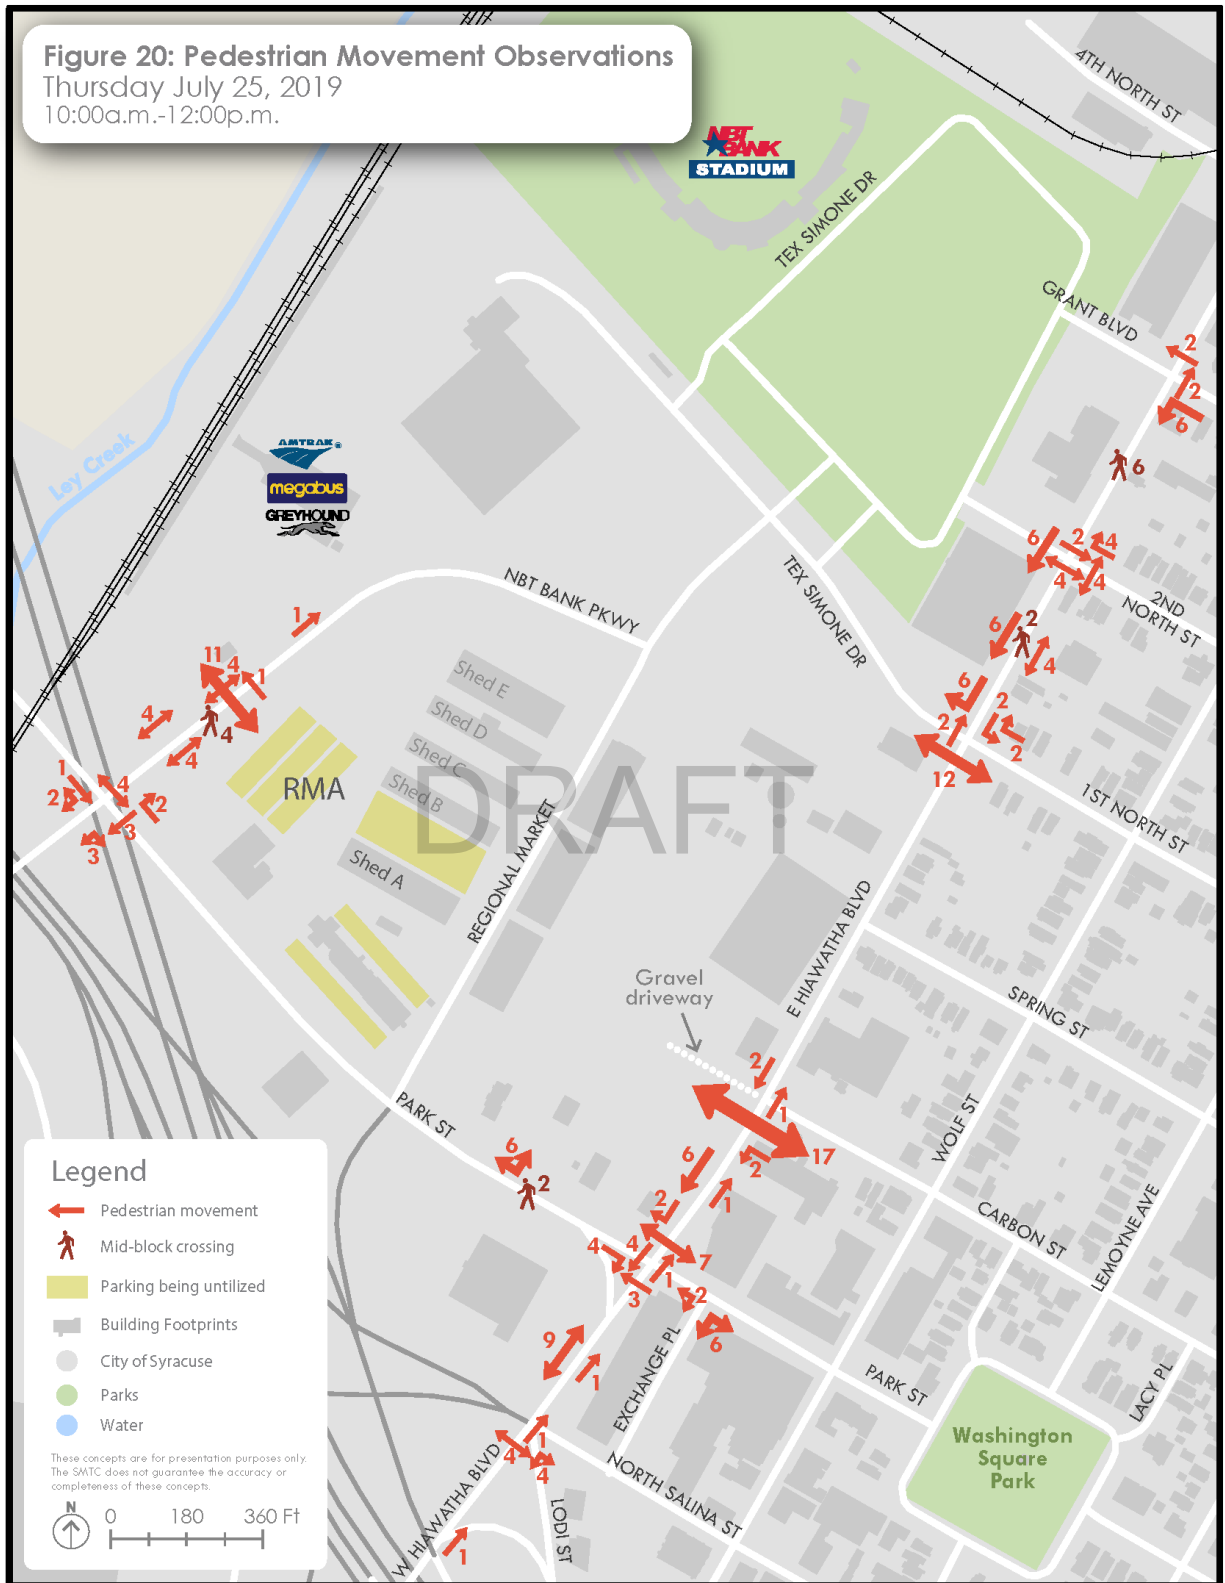 Figure 20: Pedestrian Movement Observations
Thursday July 25, 2019
10:00a.m.-12:00p.m.
NBT
BANK
STADIUM
4TH NORTH ST
TEX SIMONE DR
GRANT BLVD
2
2
6
6
Ley Creek
AMTRAK
megabus
GREYHOUND
NBT BANK PKWY
TEX SIMONE DR
6
2
4
4
4
2ND
NORTH ST
1
6
2
4
11
4
1
4
4
4
6
2
2
2
12
1ST NORTH ST
Shed E
Shed D
Shed C
Shed B
Shed A
RMA
DRAFT
1
2
4
2
3
3
REGIONAL MARKET
E HIAWATHA BLVD
Gravel
driveway
SPRING ST
2
1
17
2
PARK ST
WOLF ST
6
2
6
1
2
4
4
7
1
3
2
6
CARBON ST
LEMOYNE AVE
9
1
EXCHANGE PL
PARK ST
LACY PL
Washington
Square
Park
1
4
4
NORTH SALINA ST
W HIAWATHA BLVD
LODI ST
1
Legend
Pedestrian movement
Mid-block crossing
Parking being untilized
Building Footprints
City of Syracuse
Parks
Water
These concepts are for presentation purposes only.
The SMTC does not guarantee the accuracy or
completeness of these concepts.
N
0 180 360 Ft